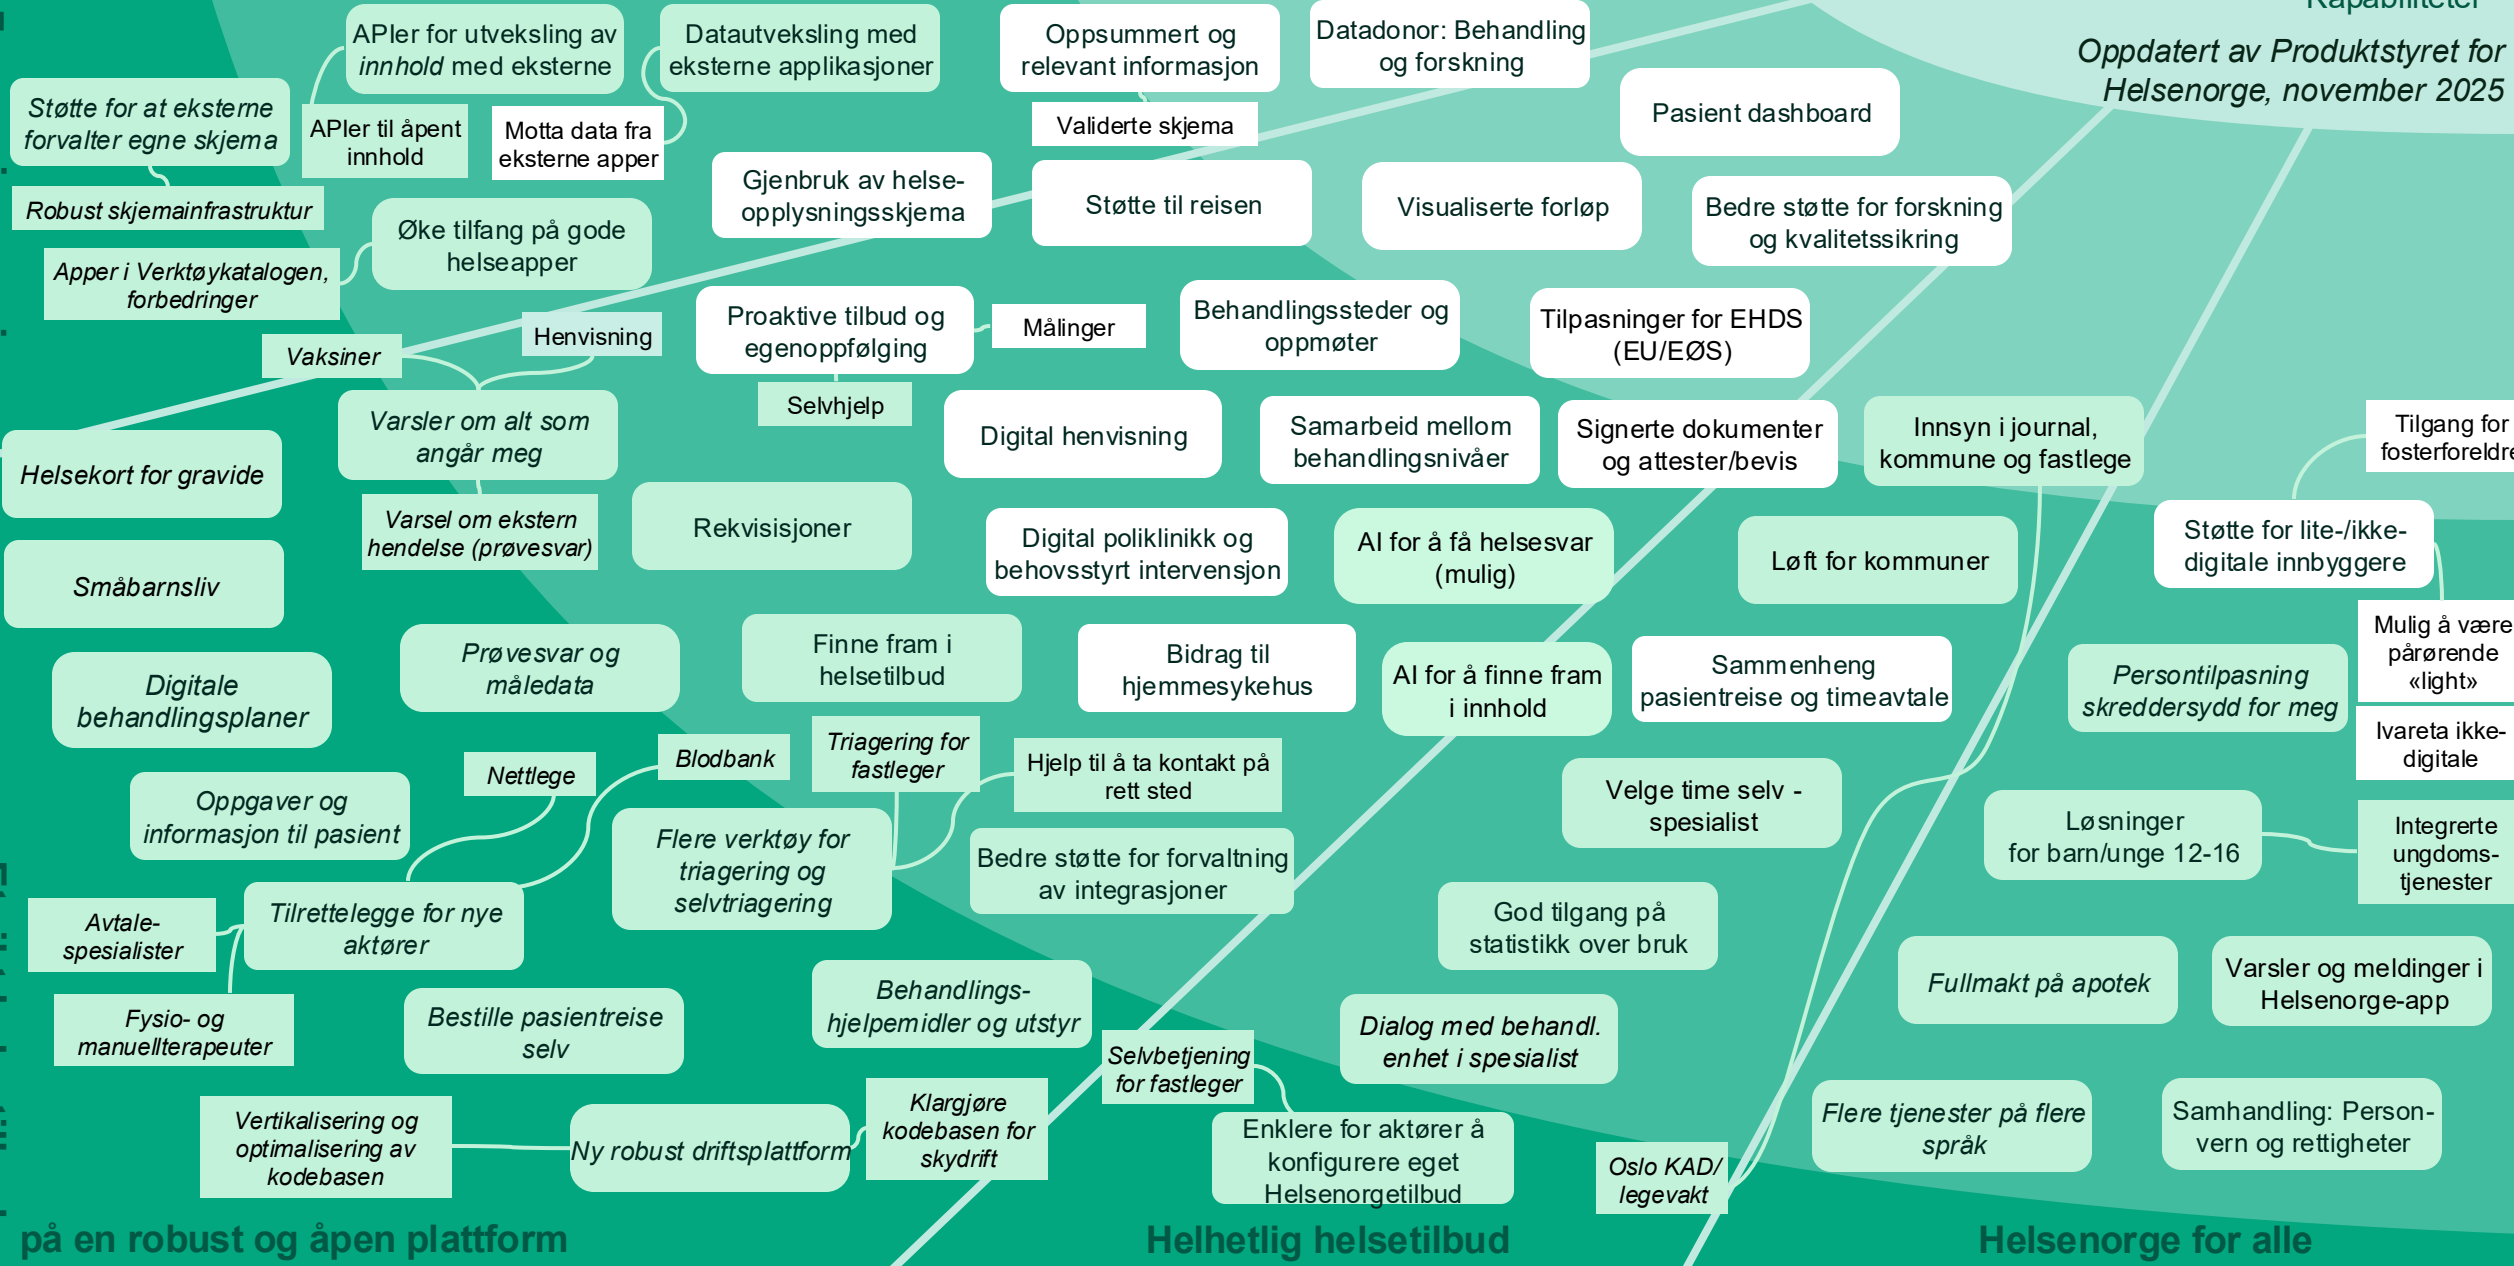 Kapabiliteter
Oppdatert av Produktstyret for
Helsenorge, november 2025
APIer for utveksling av
innhold med eksterne
Datautveksling med
eksterne applikasjoner
Oppsummert og
relevant informasjon
Datadonor: Behandling
og forskning
Støtte for at eksterne
forvalter egne skjema
APIer til åpent
innhold
Motta data fra
eksterne apper
Validerte skjema
Pasient dashboard
Robust skjemainfrastruktur
Øke tilfang på gode
helseapper
Gjenbruk av helse-
opplysningsskjema
Støtte til reisen
Visualiserte forløp
Bedre støtte for forskning
og kvalitetssikring
Apper i Verktøykatalogen,
forbedringer
Vaksiner
Henvisning
Proaktive tilbud og
egenoppfølging
Målinger
Behandlingssteder og
oppmøter
Tilpasninger for EHDS
(EU/EØS)
Selvhjelp
Varsler om alt som
angår meg
Digital henvisning
Samarbeid mellom
behandlingsnivåer
Signerte dokumenter
og attester/bevis
Innsyn i journal,
kommune og fastlege
Tilgang for
fosterforeldre
Helsekort for gravide
Varsel om ekstern
hendelse (prøvesvar)
Rekvisisjoner
Digital poliklinikk og
behovsstyrt intervensjon
AI for å få helsesvar
(mulig)
Løft for kommuner
Støtte for lite-/ikke-
digitale innbyggere
Småbarnsliv
Prøvesvar og
måledata
Finne fram i
helsetilbud
Bidrag til
hjemmesykehus
AI for å finne fram
i innhold
Sammenheng
pasientreise og timeavtale
Persontilpasning
skreddersydd for meg
Mulig å være
pårørende
«light»
Digitale
behandlingsplaner
Nettlege
Blodbank
Triagering for
fastleger
Hjelp til å ta kontakt på
rett sted
Ivareta ikke-
digitale
Oppgaver og
informasjon til pasient
Flere verktøy for
triagering og
selvtriagering
Bedre støtte for forvaltning
av integrasjoner
Velge time selv -
spesialist
Løsninger
for barn/unge 12-16
Integrerte
ungdoms-
tjenester
Avtale-
spesialister
Tilrettelegge for nye
aktører
God tilgang på
statistikk over bruk
Fullmakt på apotek
Varsler og meldinger i
Helsenorge-app
Fysio- og
manuellterapeuter
Bestille pasientreise
selv
Behandlings-
hjelpemidler og utstyr
Selvbetjening
for fastleger
Dialog med behandl.
enhet i spesialist
Vertikalisering og
optimalisering av
kodebasen
Ny robust driftsplattform
Klargjøre
kodebasen for
skydrift
Enklere for aktører å
konfigurere eget
Helsenorgetilbud
Oslo KAD/
legevakt
Flere tjenester på flere
språk
Samhandling: Person-
vern og rettigheter
på en robust og åpen plattform
Helhetlig helsetilbud
Helsenorge for alle